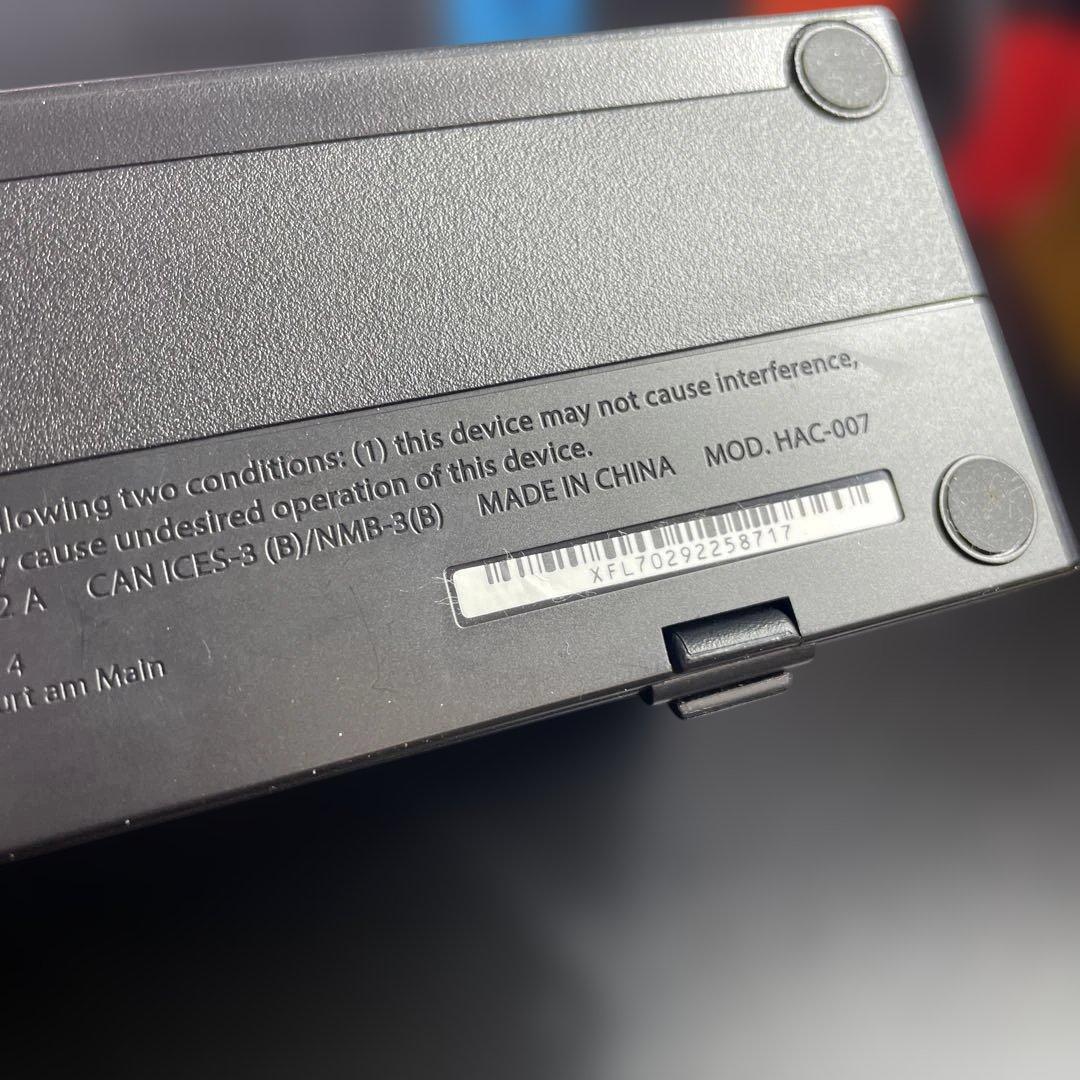 llowing two conditions: (1) this device may not cause interference,
y cause undesired operation of this device.
2 A CAN ICES-3 (B)/NMB-3(B) MADE IN CHINA MOD. HAC-007
XFL70292258717
4
urt am Main